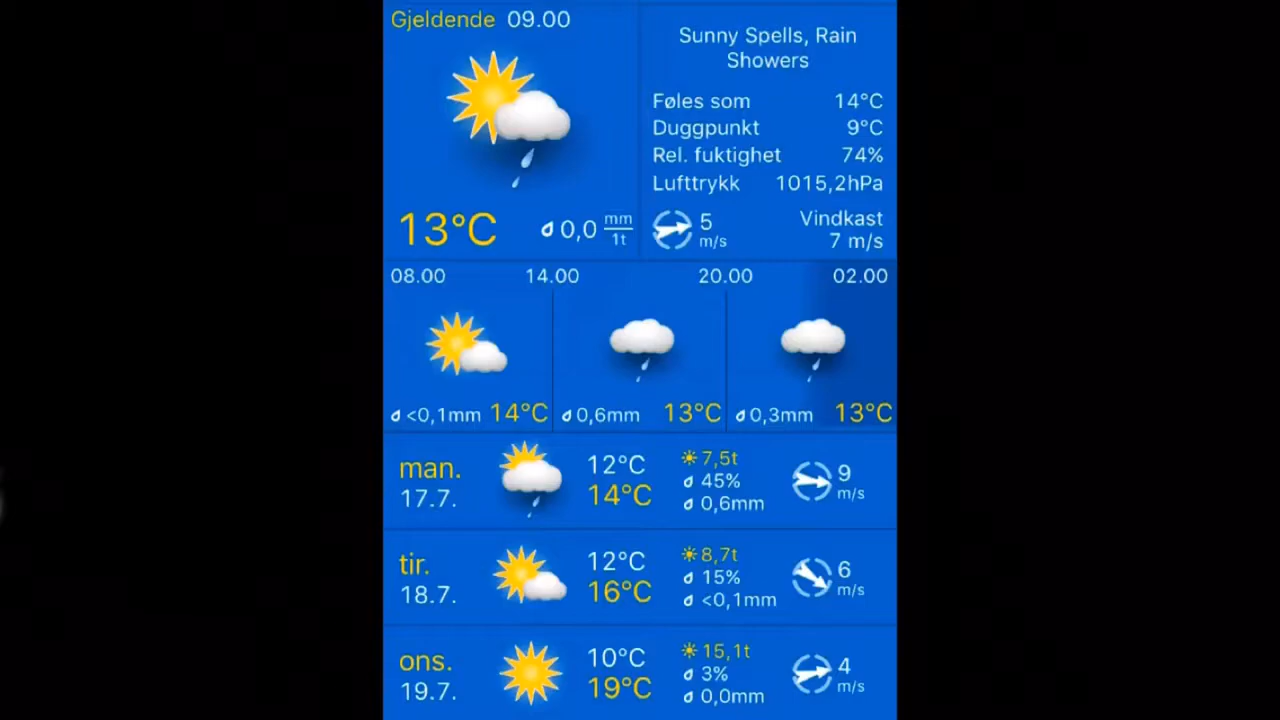 Gjeldende 09.00
13°C 0,0 mm/1t
Sunny Spells, Rain
Showers
Føles som 14°C
Duggpunkt 9°C
Rel. fuktighet 74%
Lufttrykk 1015,2hPa
5 m/s
Vindkast
7 m/s
08.00 14.00 20.00 02.00
<0,1mm 14°C 0,6mm 13°C 0,3mm 13°C
man.
17.7.
12°C
14°C
7,5t
45%
0,6mm
9 m/s
tir.
18.7.
12°C
16°C
8,7t
15%
<0,1mm
6 m/s
ons.
19.7.
10°C
19°C
15,1t
3%
0,0mm
4 m/s